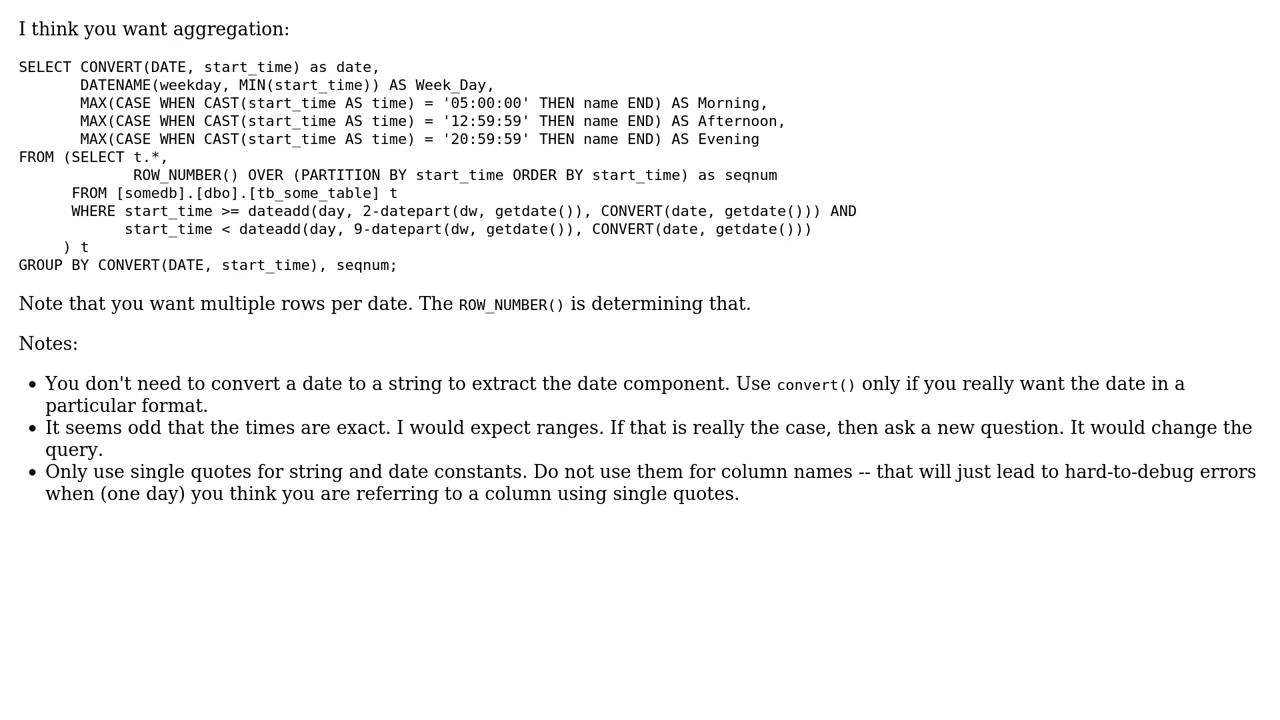 I think you want aggregation:
SELECT CONVERT(DATE, start_time) as date,
       DATENAME(weekday, MIN(start_time)) AS Week_Day,
       MAX(CASE WHEN CAST(start_time AS time) = '05:00:00' THEN name END) AS Morning,
       MAX(CASE WHEN CAST(start_time AS time) = '12:59:59' THEN name END) AS Afternoon,
       MAX(CASE WHEN CAST(start_time AS time) = '20:59:59' THEN name END) AS Evening
FROM (SELECT t.*,
             ROW_NUMBER() OVER (PARTITION BY start_time ORDER BY start_time) as seqnum
      FROM [somedb].[dbo].[tb_some_table] t
      WHERE start_time >= dateadd(day, 2-datepart(dw, getdate()), CONVERT(date, getdate())) AND
            start_time < dateadd(day, 9-datepart(dw, getdate()), CONVERT(date, getdate()))
     ) t
GROUP BY CONVERT(DATE, start_time), seqnum;
Note that you want multiple rows per date. The ROW_NUMBER() is determining that.
Notes:
• You don't need to convert a date to a string to extract the date component. Use convert() only if you really want the date in a
particular format.
• It seems odd that the times are exact. I would expect ranges. If that is really the case, then ask a new question. It would change the
query.
• Only use single quotes for string and date constants. Do not use them for column names -- that will just lead to hard-to-debug errors
when (one day) you think you are referring to a column using single quotes.